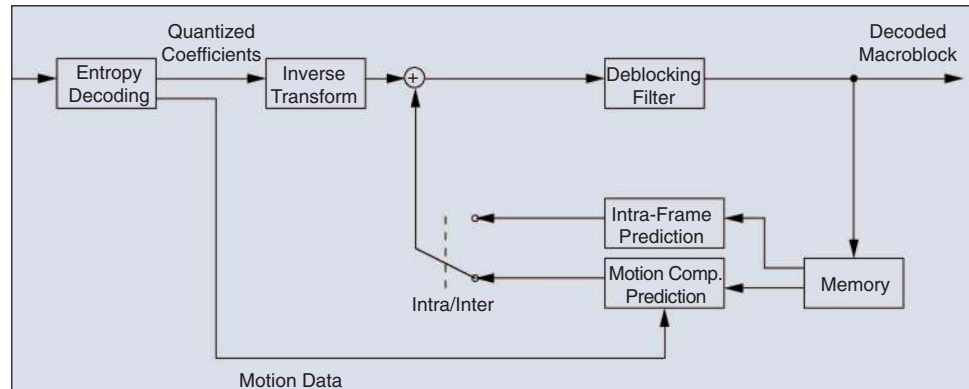 Quantized
Coefficients
Decoded
Macroblock
Entropy
Decoding
Inverse
Transform
+
Deblocking
Filter
Intra-Frame
Prediction
Motion Comp.
Prediction
Memory
Intra/Inter
Motion Data